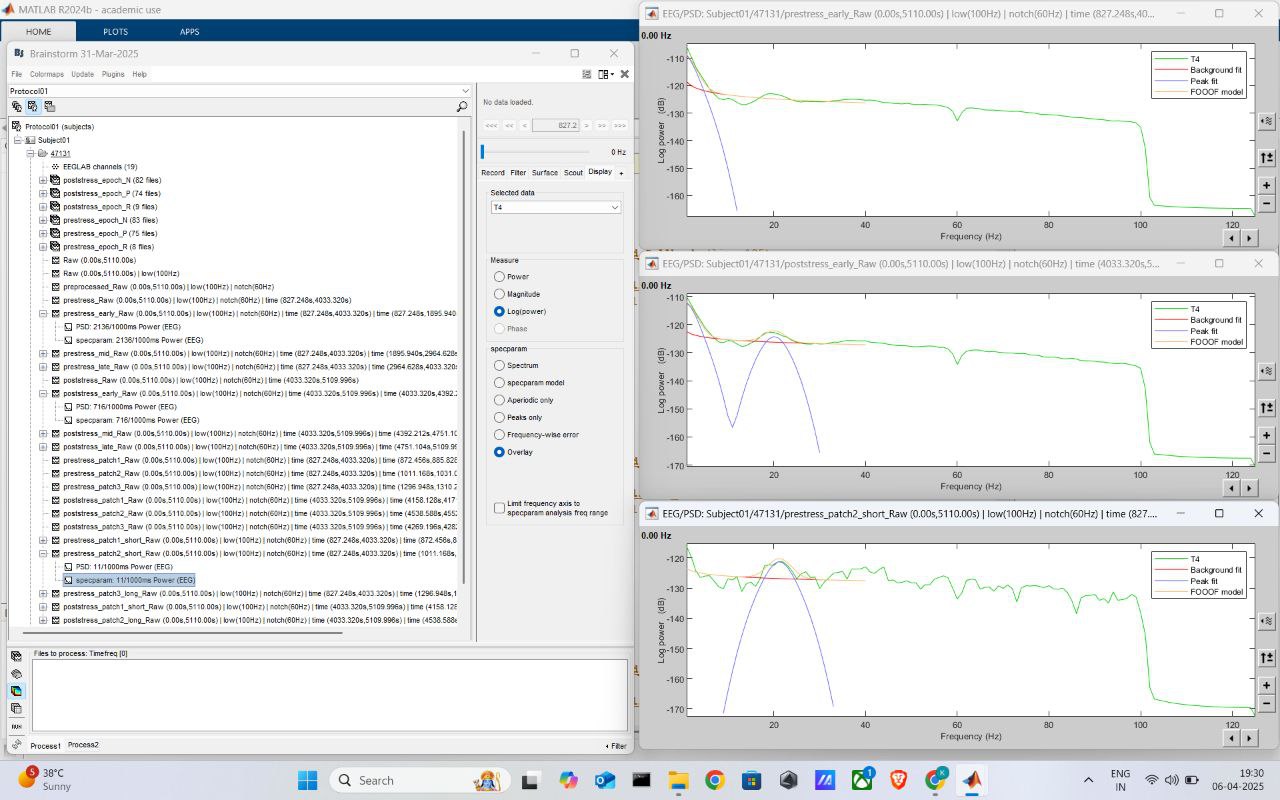 MATLAB R2024b - academic use
HOME PLOTS APPS
Brainstorm 31-Mar-2025
File Colormaps Update Plugins Help
Protocol01
Protocol01 (subjects)
Subject01
47131
EEGLAB channels (19)
poststress_epoch_N (82 files)
poststress_epoch_P (74 files)
poststress_epoch_R (9 files)
prestress_epoch_N (83 files)
prestress_epoch_P (75 files)
prestress_epoch_R (8 files)
Raw (0.00s,5110.00s)
Raw (0.00s,5110.00s) | low(100Hz)
preprocessed_Raw (0.00s,5110.00s) | low(100Hz) | notch(60Hz)
prestress_Raw (0.00s,5110.00s) | low(100Hz) | notch(60Hz) | time (827.248s,4033.320s)
prestress_early_Raw (0.00s,5110.00s) | low(100Hz) | notch(60Hz) | time (827.248s,4033.320s) | time (827.248s,1895.940
PSD: 2136/1000ms Power (EEG)
specparam: 2136/1000ms Power (EEG)
prestress_mid_Raw (0.00s,5110.00s) | low(100Hz) | notch(60Hz) | time (827.248s,4033.320s) | time (1895.940s,2964.628s
prestress_late_Raw (0.00s,5110.00s) | low(100Hz) | notch(60Hz) | time (827.248s,4033.320s) | time (2964.628s,4033.320s
poststress_Raw (0.00s,5110.00s) | low(100Hz) | notch(60Hz) | time (4033.320s,5109.996s)
poststress_early_Raw (0.00s,5110.00s) | low(100Hz) | notch(60Hz) | time (4033.320s,5109.996s) | time (4033.320s,4392.
PSD: 716/1000ms Power (EEG)
specparam: 716/1000ms Power (EEG)
poststress_mid_Raw (0.00s,5110.00s) | low(100Hz) | notch(60Hz) | time (4033.320s,5109.996s) | time (4392.212s,4751.10
poststress_late_Raw (0.00s,5110.00s) | low(100Hz) | notch(60Hz) | time (4033.320s,5109.996s) | time (4751.104s,5109.99
prestress_patch1_Raw (0.00s,5110.00s) | low(100Hz) | notch(60Hz) | time (827.248s,4033.320s) | time (872.456s,885.828
prestress_patch2_Raw (0.00s,5110.00s) | low(100Hz) | notch(60Hz) | time (827.248s,4033.320s) | time (1011.168s,1031.0
prestress_patch3_Raw (0.00s,5110.00s) | low(100Hz) | notch(60Hz) | time (827.248s,4033.320s) | time (1296.948s,1310.2
poststress_patch1_Raw (0.00s,5110.00s) | low(100Hz) | notch(60Hz) | time (4033.320s,5109.996s) | time (4158.128s,417
poststress_patch2_Raw (0.00s,5110.00s) | low(100Hz) | notch(60Hz) | time (4033.320s,5109.996s) | time (4538.588s,455
poststress_patch3_Raw (0.00s,5110.00s) | low(100Hz) | notch(60Hz) | time (4033.320s,5109.996s) | time (4269.196s,428
prestress_patch1_short_Raw (0.00s,5110.00s) | low(100Hz) | notch(60Hz) | time (827.248s,4033.320s) | time (872.456s,8
prestress_patch2_short_Raw (0.00s,5110.00s) | low(100Hz) | notch(60Hz) | time (827.248s,4033.320s) | time (1011.168s,
PSD: 11/1000ms Power (EEG)
specparam: 11/1000ms Power (EEG)
prestress_patch3_long_Raw (0.00s,5110.00s) | low(100Hz) | notch(60Hz) | time (827.248s,4033.320s) | time (1296.948s,1
poststress_patch1_short_Raw (0.00s,5110.00s) | low(100Hz) | notch(60Hz) | time (4033.320s,5109.996s) | time (4158.128
poststress_patch2_long_Raw (0.00s,5110.00s) | low(100Hz) | notch(60Hz) | time (4033.320s,5109.996s) | time (4538.588s
Files to process: Timefreq [0]
RUN
Process1 Process2
Filter
No data loaded.
<<< << < 827.2 > >> >>>
0 Hz
Record Filter Surface Scout Display +
Selected data
T4
Measure
Power
Magnitude
Log(power)
Phase
specparam
Spectrum
specparam model
Aperiodic only
Peaks only
Frequency-wise error
Overlay
Limit frequency axis to
specparam analysis freq range
EEG/PSD: Subject01/47131/prestress_early_Raw (0.00s,5110.00s) | low(100Hz) | notch(60Hz) | time (827.248s,40...
0.00 Hz
T4
Background fit
Peak fit
FOOOF model
-110
-120
-130
-140
-150
-160
Log power (dB)
20 40 60 80 100 120
Frequency (Hz)
EEG/PSD: Subject01/47131/poststress_early_Raw (0.00s,5110.00s) | low(100Hz) | notch(60Hz) | time (4033.320s,5...
0.00 Hz
T4
Background fit
Peak fit
FOOOF model
-110
-120
-130
-140
-150
-160
-170
Log power (dB)
20 40 60 80 100 120
Frequency (Hz)
EEG/PSD: Subject01/47131/prestress_patch2_short_Raw (0.00s,5110.00s) | low(100Hz) | notch(60Hz) | time (827....
0.00 Hz
T4
Background fit
Peak fit
FOOOF model
-120
-130
-140
-150
-160
-170
Log power (dB)
20 40 60 80 100 120
Frequency (Hz)
5
38°C
Sunny
Search
1
K
ENG
IN
19:30
06-04-2025